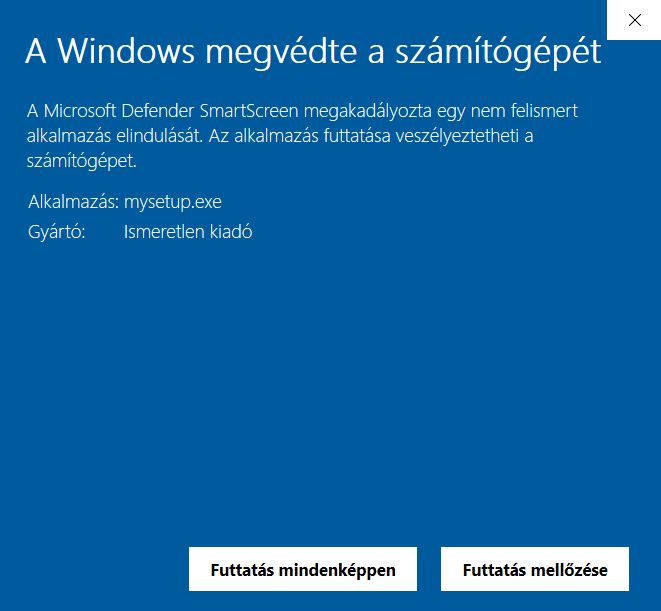 A Windows megvédte a számítógépét
A Microsoft Defender SmartScreen megakadályozta egy nem felismert
alkalmazás elindulását. Az alkalmazás futtatása veszélyeztetheti a
számítógépet.
Alkalmazás: mysetup.exe
Gyártó: Ismeretlen kiadó
Futtatás mindenképpen
Futtatás mellőzése